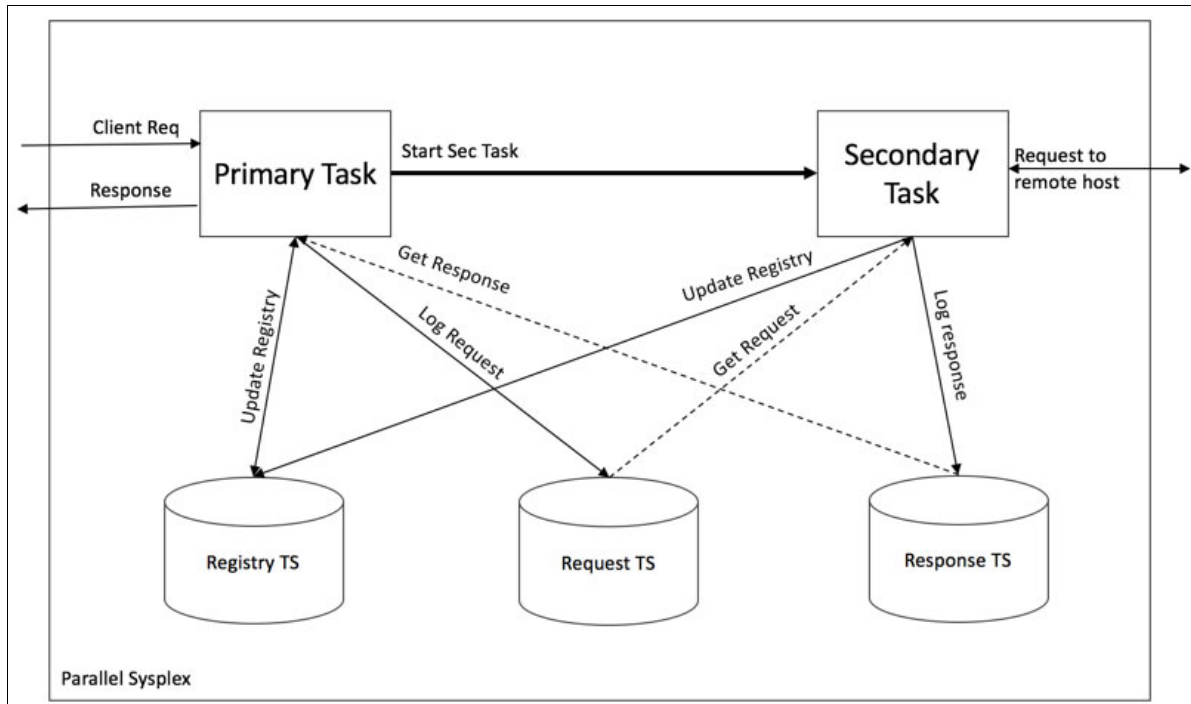 Client Req
Response
Primary Task
Start Sec Task
Secondary
Task
Request to
remote host
Get Response
Update Registry
Log Request
Update Registry
Get Request
Log response
Registry TS
Request TS
Response TS
Parallel Sysplex